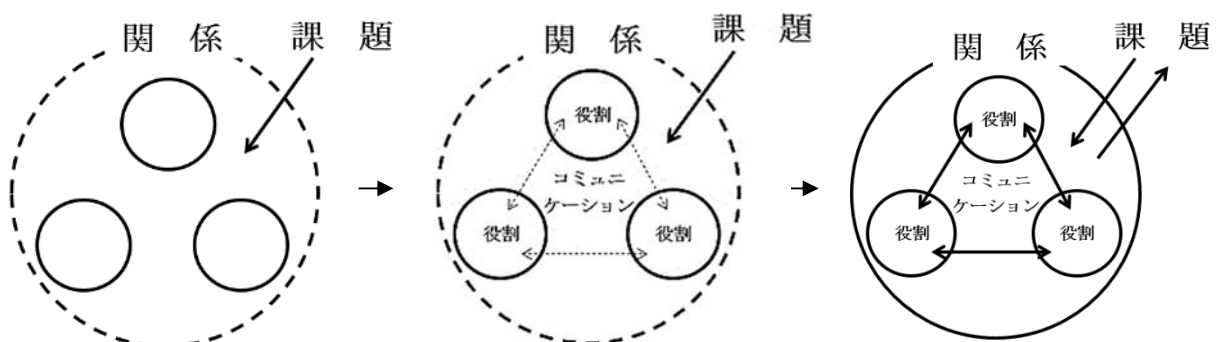 関 係 課 題
関 係 課 題
役割
コミュニ
ケーション
役割
役割
関 係 課 題
役割
コミュニ
ケーション
役割
役割